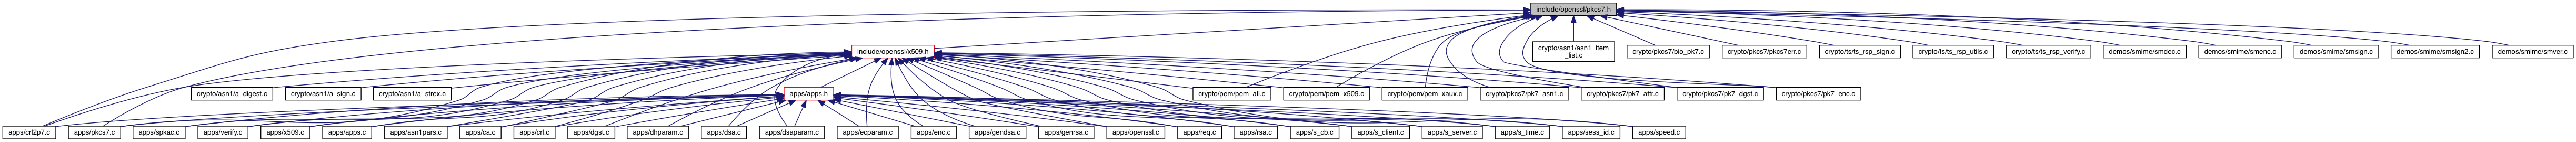 include/openssl/pkcs7.h
include/openssl/x509.h
crypto/asn1/asn1_item
_list.c
crypto/pkcs7/bio_pk7.c
crypto/pkcs7/pkcs7err.c
crypto/ts/ts_rsp_sign.c
crypto/ts/ts_rsp_utils.c
crypto/ts/ts_rsp_verify.c
demos/smime/smdec.c
demos/smime/smenc.c
demos/smime/smsign.c
demos/smime/smsign2.c
demos/smime/smver.c
crypto/asn1/a_digest.c
crypto/asn1/a_sign.c
crypto/asn1/a_strex.c
apps/apps.h
crypto/pem/pem_all.c
crypto/pem/pem_x509.c
crypto/pem/pem_xaux.c
crypto/pkcs7/pk7_asn1.c
crypto/pkcs7/pk7_attr.c
crypto/pkcs7/pk7_dgst.c
crypto/pkcs7/pk7_enc.c
apps/crl2p7.c
apps/pkcs7.c
apps/spkac.c
apps/verify.c
apps/x509.c
apps/apps.c
apps/asn1pars.c
apps/ca.c
apps/crl.c
apps/dgst.c
apps/dhparam.c
apps/dsa.c
apps/dsaparam.c
apps/ecparam.c
apps/enc.c
apps/gendsa.c
apps/genrsa.c
apps/openssl.c
apps/req.c
apps/rsa.c
apps/s_cb.c
apps/s_client.c
apps/s_server.c
apps/s_time.c
apps/sess_id.c
apps/speed.c